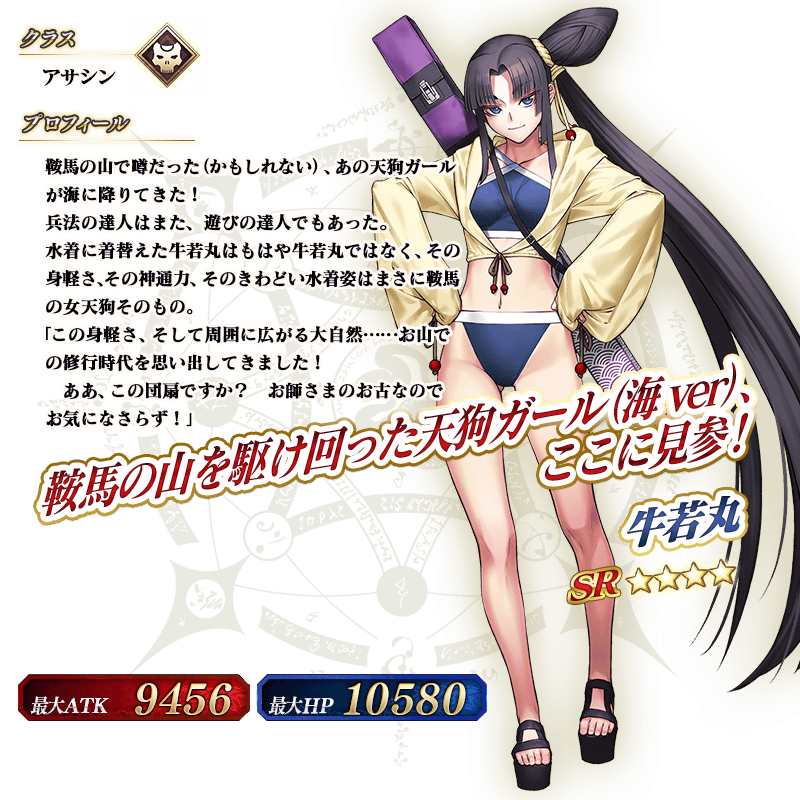 クラス
アサシン
プロフィール
鞍馬の山で噂だった（かもしれない）、あの天狗ガール
が海に降りてきた！
兵法の達人はまた、遊びの達人でもあった。
水着に着替えた牛若丸はもはや牛若丸ではなく、その
身軽さ、その神通力、そのきわどい水着姿はまさに鞍馬
の女天狗そのもの。
「この身軽さ、そして周囲に広がる大自然……お山で
の修行時代を思い出してきました！
　ああ、この団扇ですか？　お師さまのお古なので
お気になさらず！」
鞍馬の山を駆け回った天狗ガール（海ver）、
ここに見参！
牛若丸
SR
最大ATK 9456
最大HP 10580